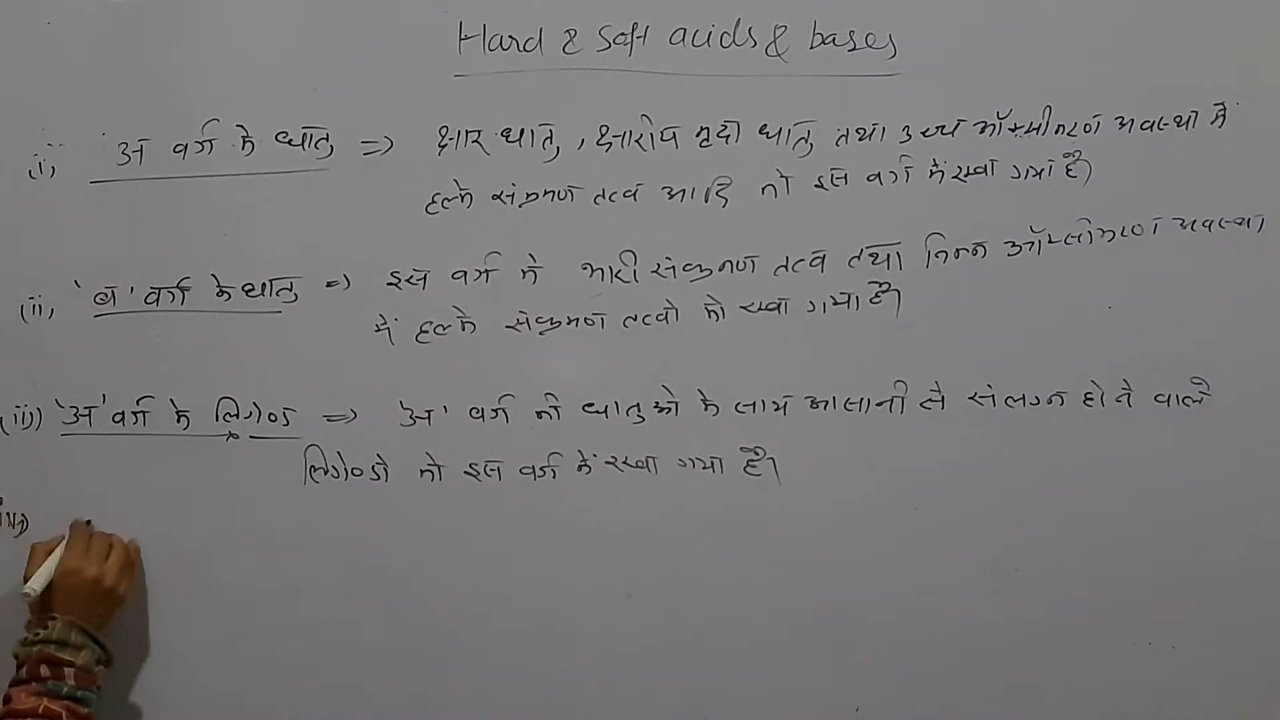 Hard & Soft acids & bases
(i) अ वर्ग के धातु => क्षार धातु, क्षारीय मृदा धातु तथा उच्च ऑक्सीकरण अवस्था में
हल्के संक्रमण तत्व आदि को इस वर्ग में रखा गया है।
(ii) 'ब' वर्ग के धातु => इस वर्ग में भारी संक्रमण तत्व तथा निम्न ऑक्सीकरण अवस्था
में हल्के संक्रमण तत्वों को रखा गया है।
(iii) 'अ' वर्ग के लिगेण्ड => 'अ' वर्ग की धातुओं के साथ आसानी से संलग्न होने वाले
लिगेण्डों को इस वर्ग में रखा गया है।
(iv)